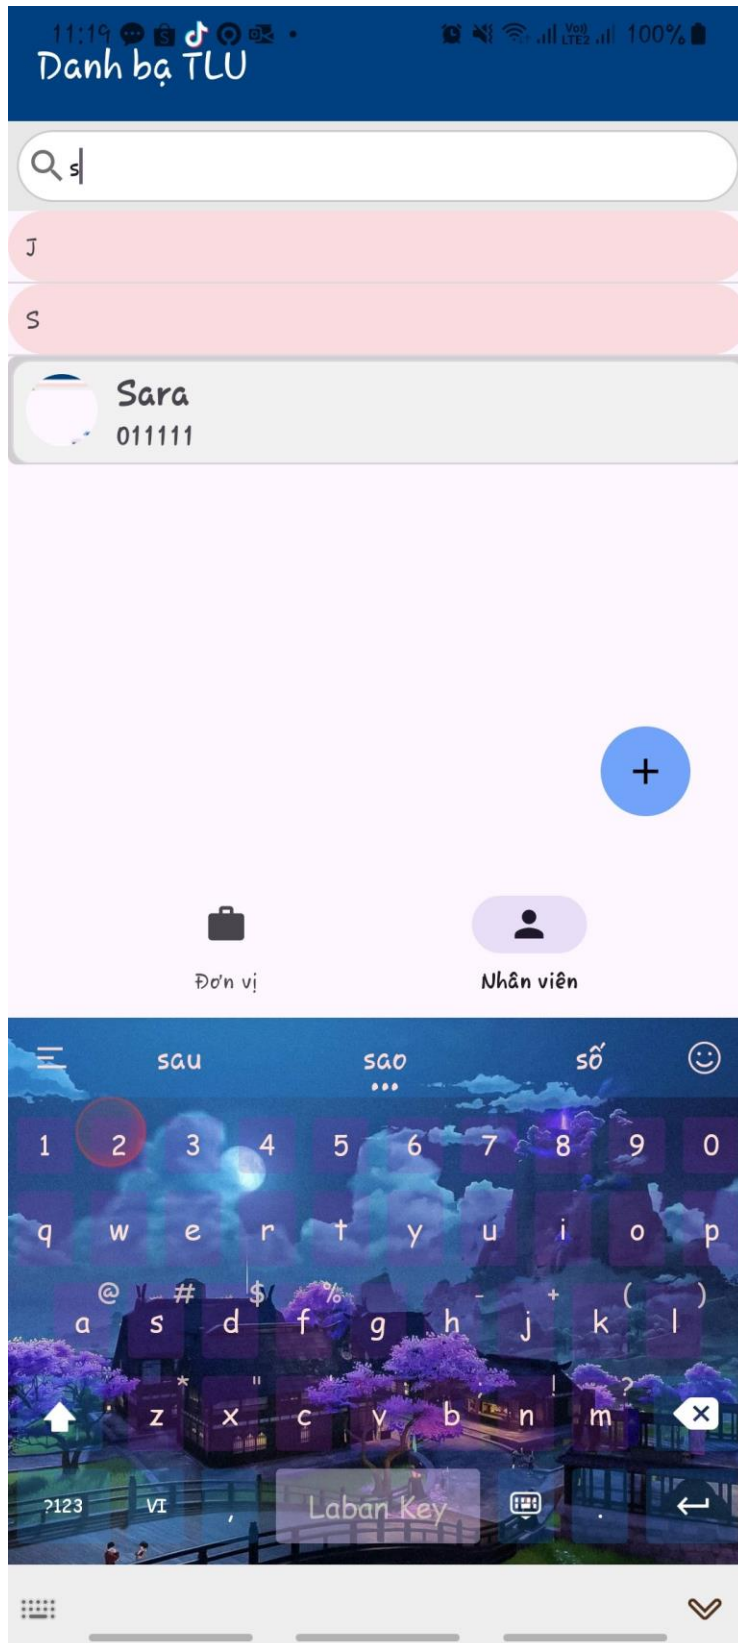 11:19 100%
Danh bạ TLU
s
J
S
Sara
011111
+
Đơn vị Nhân viên
sau sao số
1 2 3 4 5 6 7 8 9 0
q w e r t y u i o p
@ # $ % - + ( )
a s d f g h j k l
* " ' : ; ! ?
z x c v b n m
?123 VI , Laban Key .